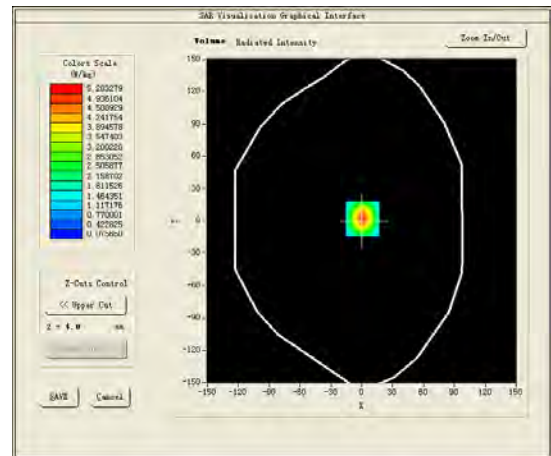 SAR Visualisation Graphical Interface
Volume Radiated Intensity
Zoom In/Out
Colors Scale
(W/kg)
5.283279
4.936104
4.588929
4.241754
3.894578
3.547403
3.200228
2.853052
2.505877
2.158702
1.811526
1.464351
1.117176
0.770001
0.422825
0.075650
150
90
60
30
0
-30
-60
-90
-120
-150
-150 -120 -90 -60 -30 0 30 60 90 120 150
X
Z-Cuts Control
<< Upper Cut
Z = 4.0 mm
SAVE
Cancel